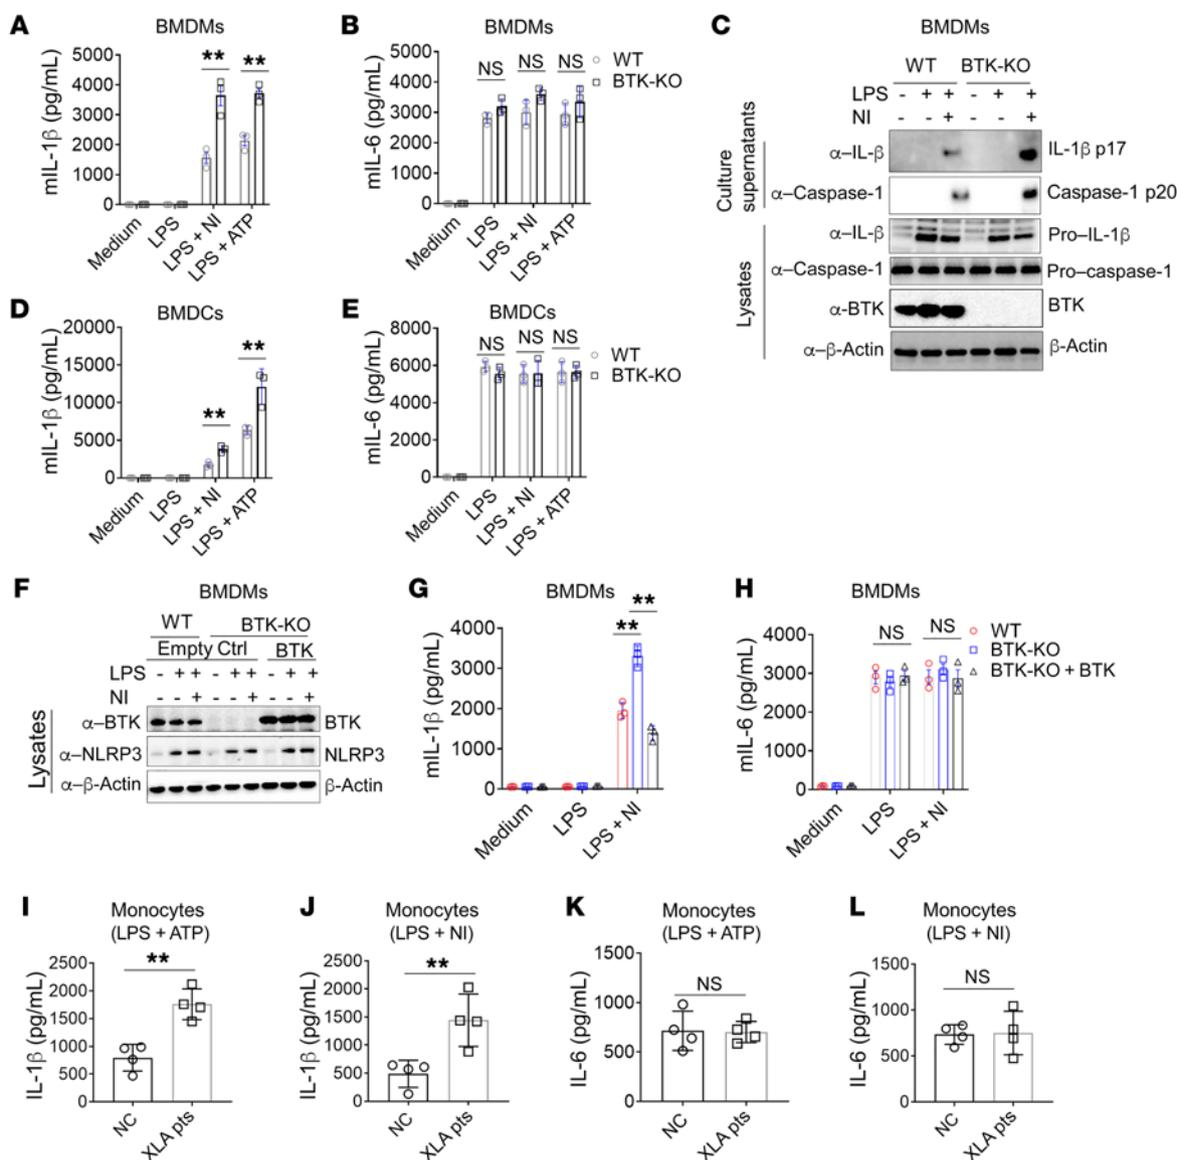 A
BMDMs
mIL-1β (pg/mL)
5000
4000
3000
2000
1000
0
**
**
Medium
LPS
LPS + NI
LPS + ATP
B
BMDMs
mIL-6 (pg/mL)
5000
4000
3000
2000
1000
0
NS
NS
NS
WT
BTK-KO
LPS
LPS + NI
Medium
LPS + ATP
C
BMDMs
WT BTK-KO
LPS - + + - + +
NI + +
Culture supernatants
α–IL-β IL-1β p17
α–Caspase-1 Caspase-1 p20
Lysates
α–IL-β Pro–IL-1β
α–Caspase-1 Pro–caspase-1
α-BTK BTK
α–β-Actin β-Actin
D
BMDCs
mIL-1β (pg/mL)
20000
15000
10000
5000
0
**
**
Medium
LPS
LPS + NI
LPS + ATP
E
BMDCs
mIL-6 (pg/mL)
8000
6000
4000
2000
0
NS
NS
NS
WT
BTK-KO
Medium
LPS
LPS + NI
LPS + ATP
F
BMDMs
WT BTK-KO
Empty Ctrl BTK
LPS - + + - + + - + +
NI + + +
Lysates
α–BTK BTK
α–NLRP3 NLRP3
α–β-Actin β-Actin
G
BMDMs
mIL-1β (pg/mL)
4000
3000
2000
1000
0
**
**
Medium
LPS
LPS + NI
H
BMDMs
mIL-6 (pg/mL)
4000
3000
2000
1000
0
NS
NS
WT
BTK-KO
BTK-KO + BTK
Medium
LPS
LPS + NI
I
Monocytes
(LPS + ATP)
IL-1β (pg/mL)
2500
2000
1500
1000
500
0
**
NC
XLA pts
J
Monocytes
(LPS + NI)
IL-1β (pg/mL)
2500
2000
1500
1000
500
0
**
NC
XLA pts
K
Monocytes
(LPS + ATP)
IL-6 (pg/mL)
1500
1000
500
0
NS
NC
XLA pts
L
Monocytes
(LPS + NI)
IL-6 (pg/mL)
1500
1000
500
0
NS
NC
XLA pts